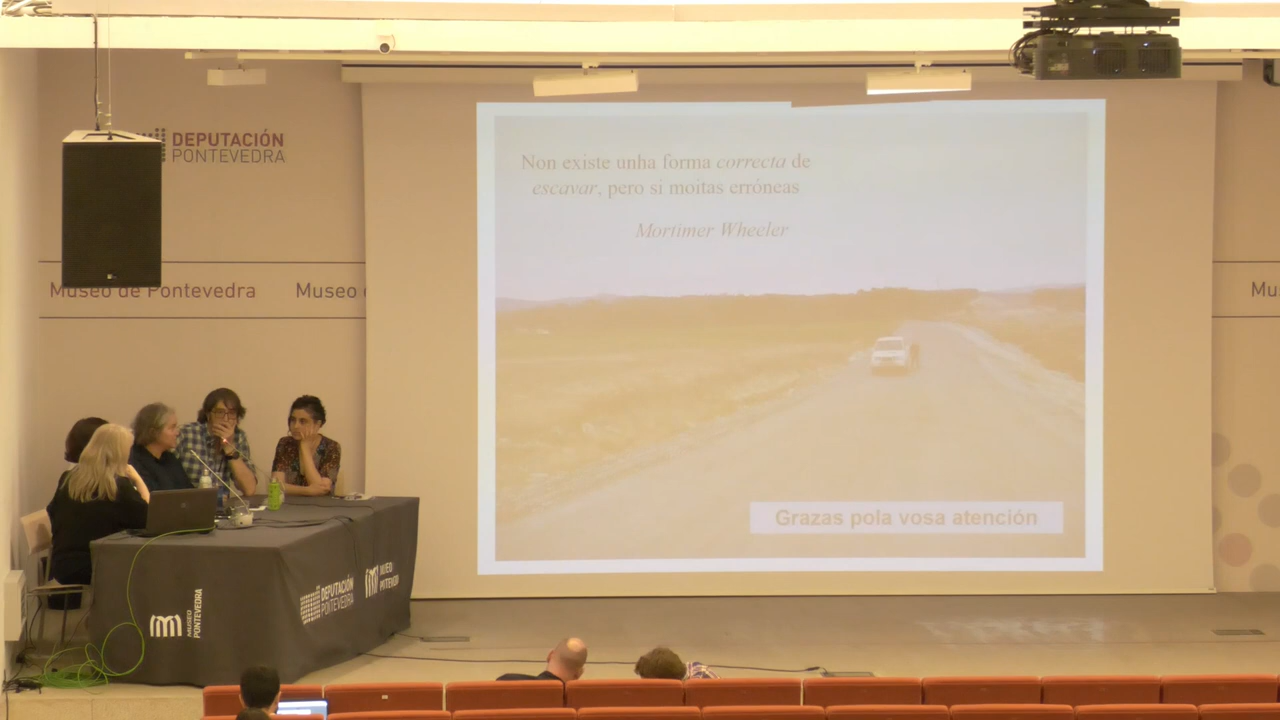 DEPUTACIÓN
PONTEVEDRA
Museo de Pontevedra
Museo
Mu
Non existe unha forma correcta de
escavar, pero si moitas erróneas
Mortimer Wheeler
Grazas pola vosa atención
MUSEO
PONTEVEDRA
DEPUTACIÓN
PONTEVEDRA
MUSEO
PONTEVEDRA